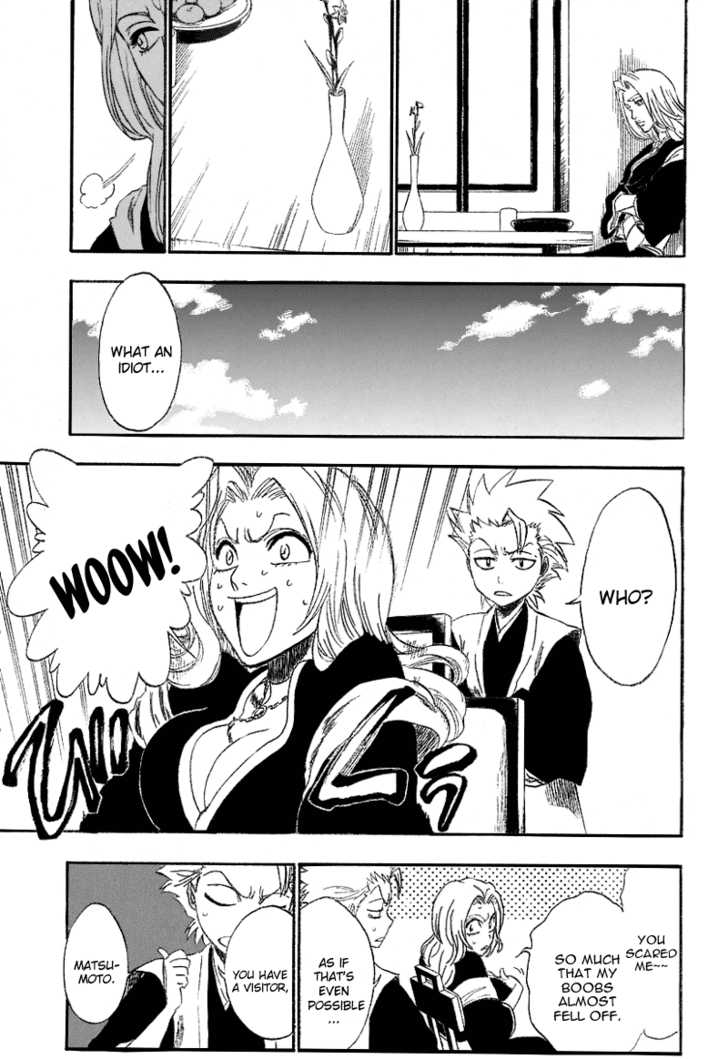 WHAT AN
IDIOT...
WHO?
WOOW!
YOU
SCARED
ME~~
SO MUCH
THAT MY
BOOBS
ALMOST
FELL OFF.
AS IF
THAT'S
EVEN
POSSIBLE
...
YOU HAVE
A VISITOR,
MATSU-
MOTO.